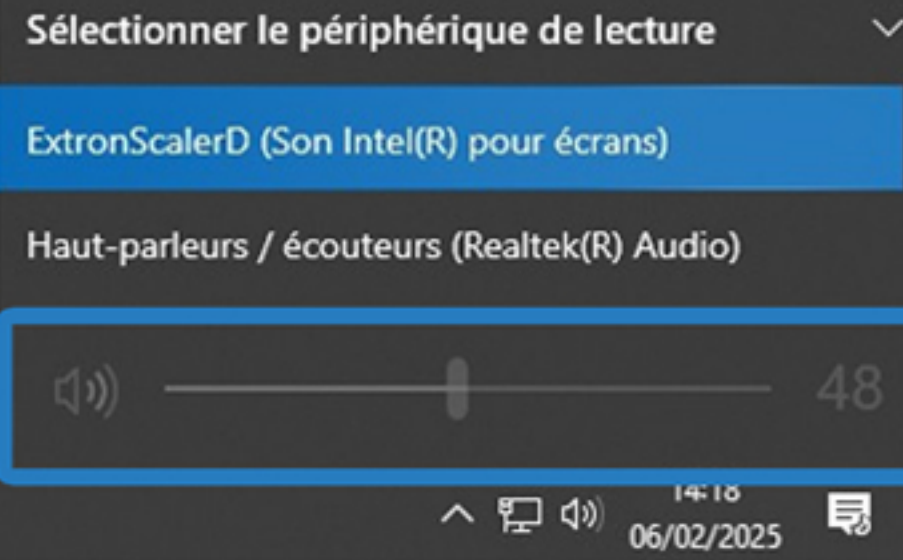 Sélectionner le périphérique de lecture
ExtronScalerD (Son Intel(R) pour écrans)
Haut-parleurs / écouteurs (Realtek(R) Audio)
48
14:18
06/02/2025